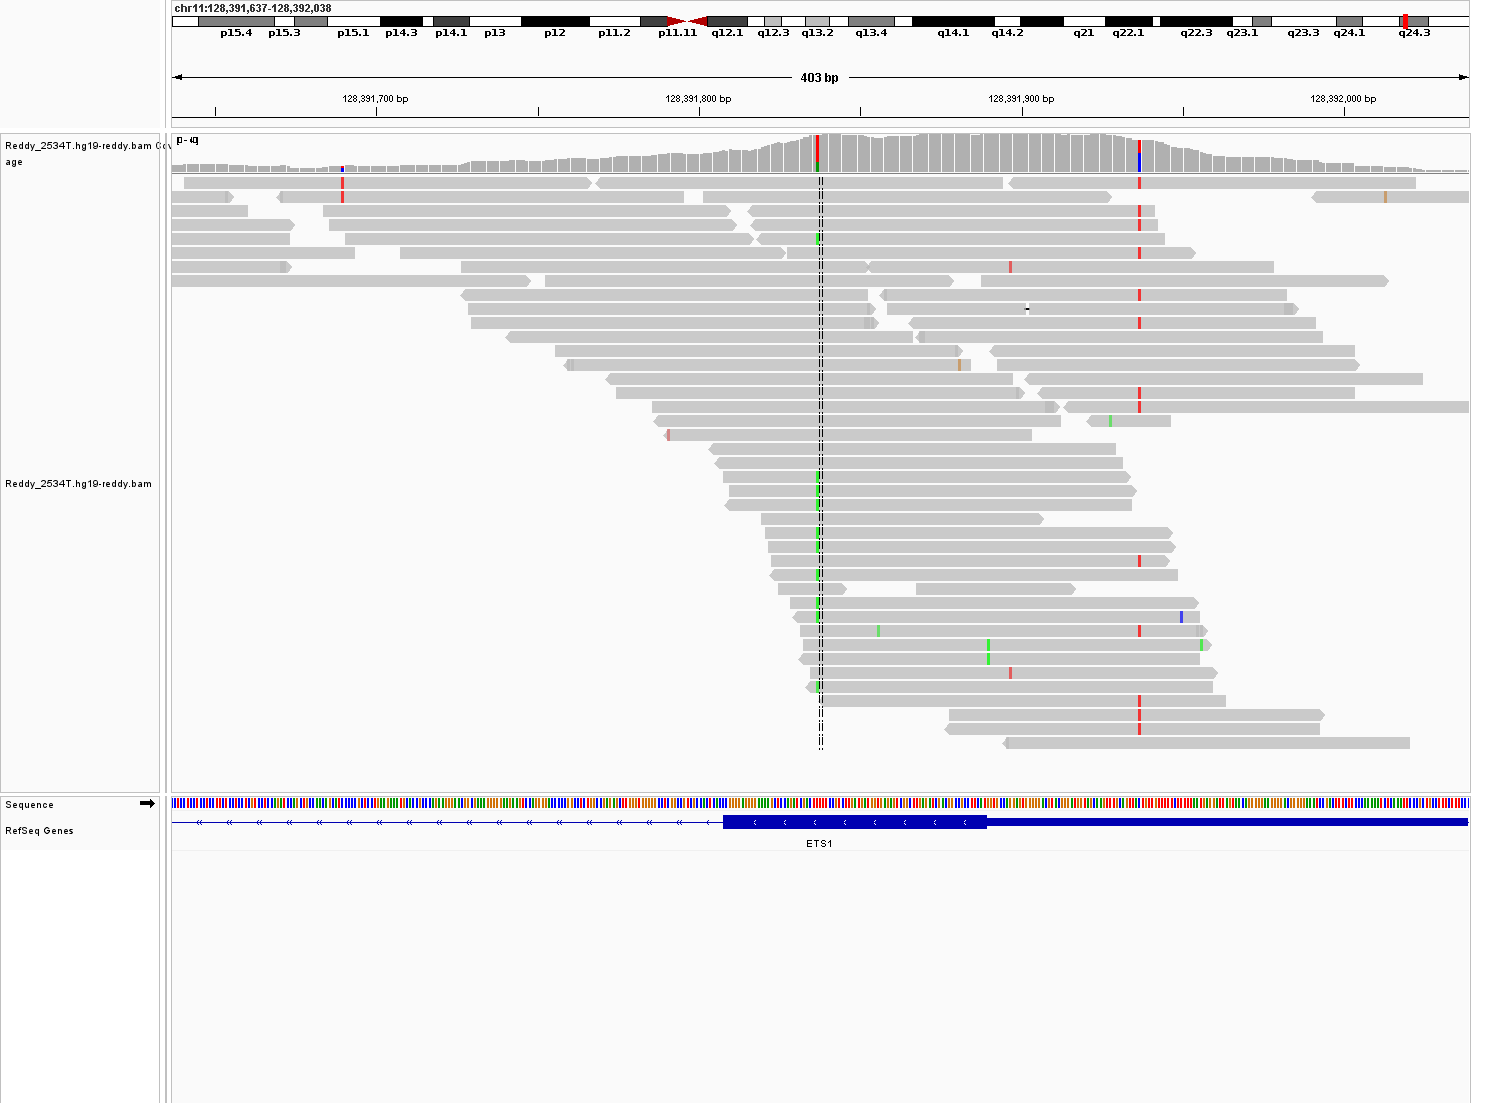 chr11:128,391,637-128,392,038
p15.4 p15.3 p15.1 p14.3 p14.1 p13 p12 p11.2 p11.11 q12.1 q12.3 q13.2 q13.4 q14.1 q14.2 q21 q22.1 q22.3 q23.1 q23.3 q24.1 q24.3
403 bp
128,391,700 bp 128,391,800 bp 128,391,900 bp 128,392,000 bp
Reddy_2534T.hg19-reddy.bam Cov
age
Reddy_2534T.hg19-reddy.bam
Sequence
RefSeq Genes
ETS1